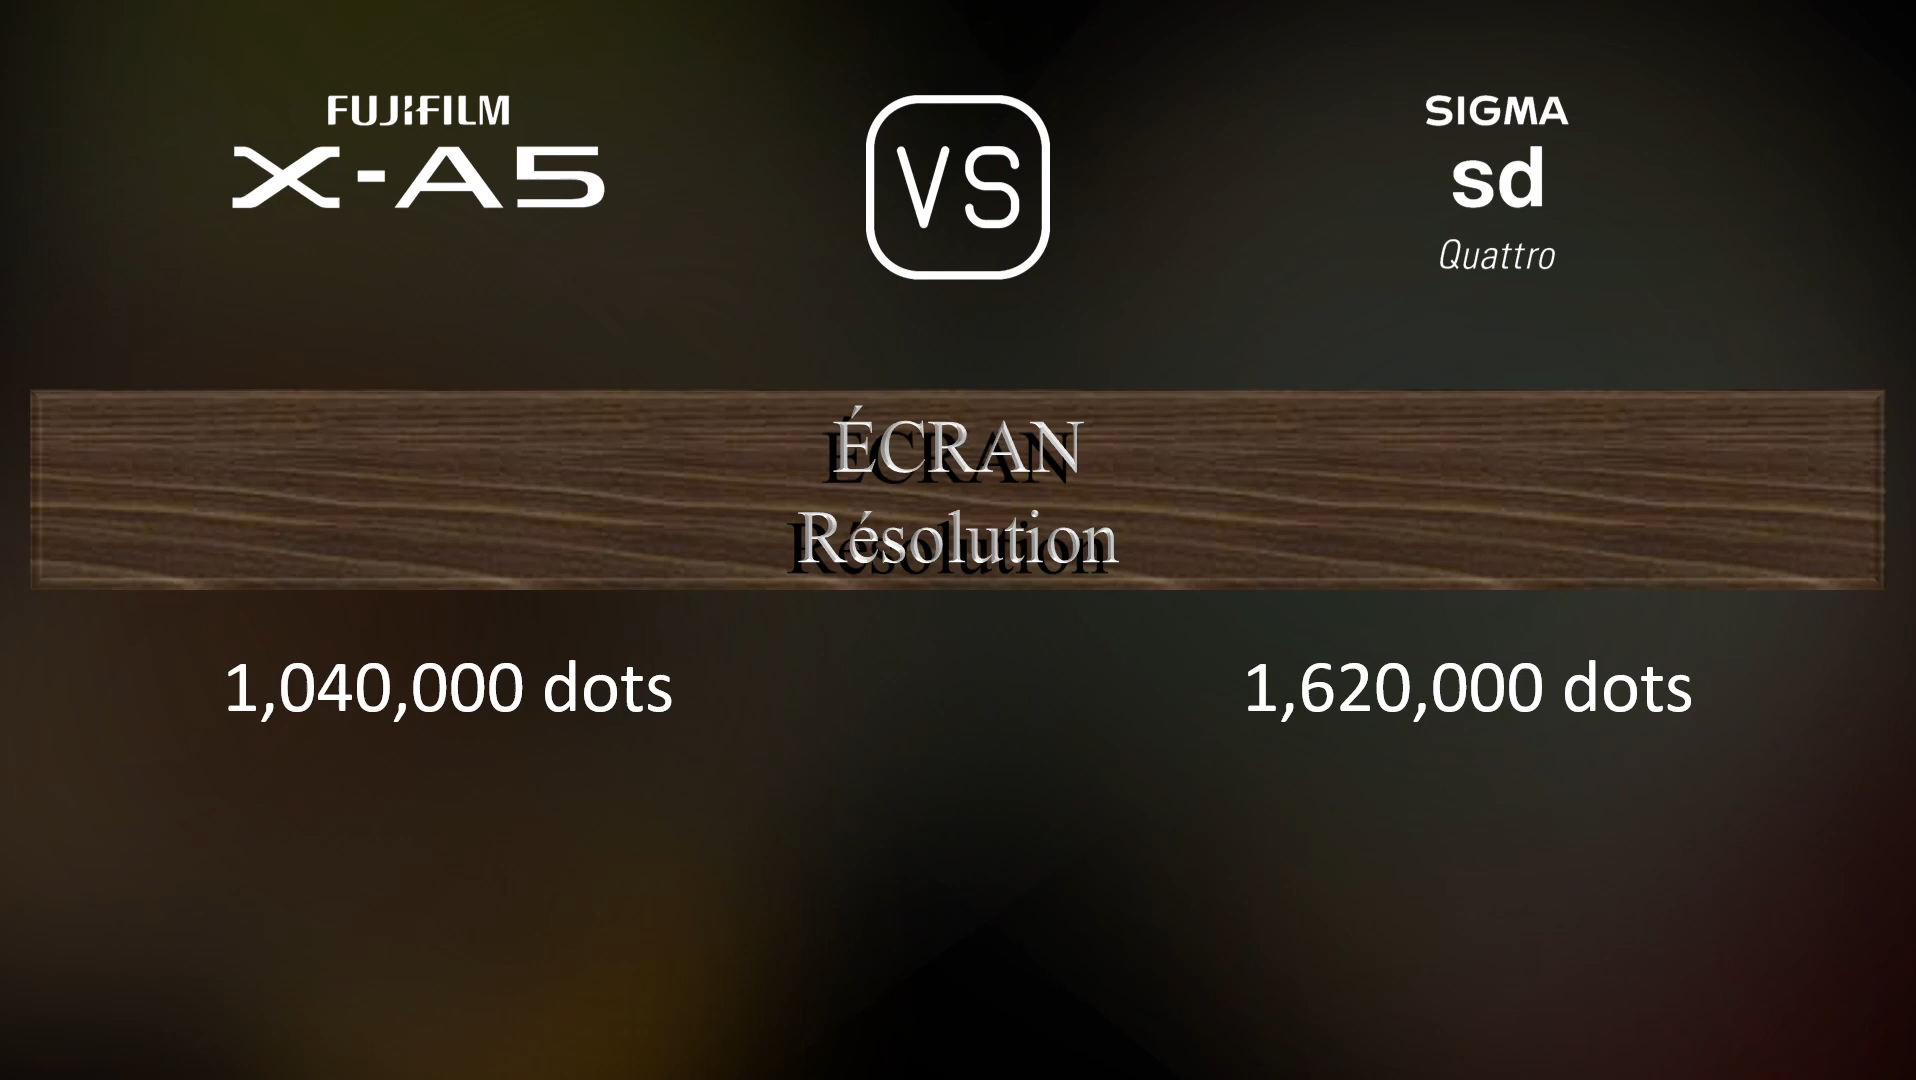 FUJIFILM
X-A5
VS
SIGMA
sd
Quattro
ÉCRAN
Résolution
1,040,000 dots
1,620,000 dots